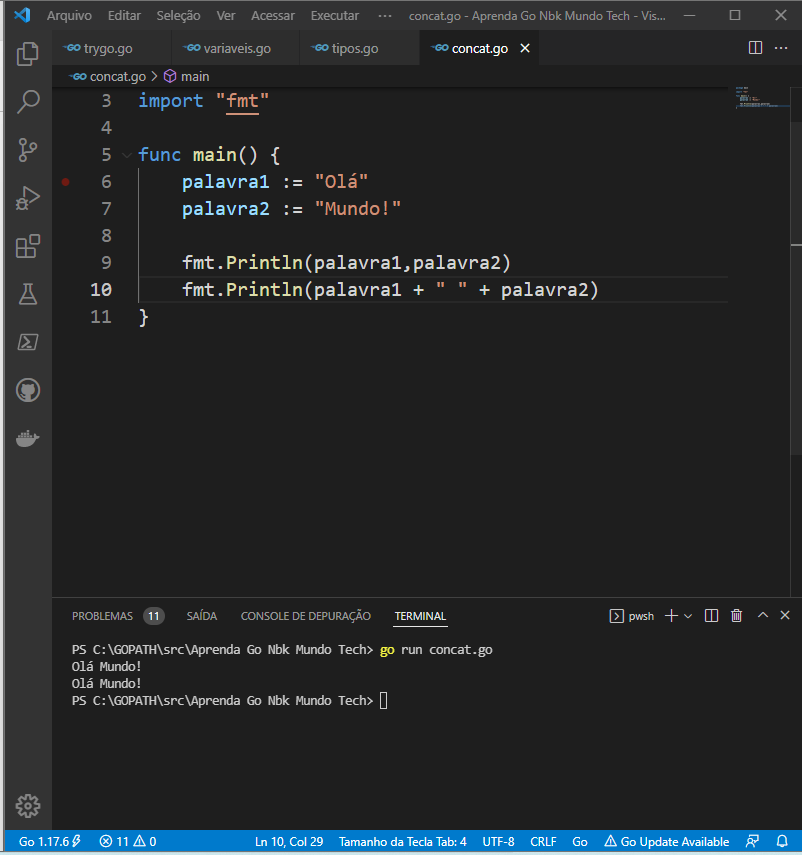 Arquivo Editar Seleção Ver Acessar Executar ··· concat.go - Aprenda Go Nbk Mundo Tech - Vis...
trygo.go variaveis.go tipos.go concat.go
concat.go > main
3 import "fmt"
4
5 func main() {
6 palavra1 := "Olá"
7 palavra2 := "Mundo!"
8
9 fmt.Println(palavra1,palavra2)
10 fmt.Println(palavra1 + " " + palavra2)
11 }
PROBLEMAS 11 SAÍDA CONSOLE DE DEPURAÇÃO TERMINAL pwsh
PS C:\GOPATH\src\Aprenda Go Nbk Mundo Tech> go run concat.go
Olá Mundo!
Olá Mundo!
PS C:\GOPATH\src\Aprenda Go Nbk Mundo Tech>
Go 1.17.6 11 0 Ln 10, Col 29 Tamanho da Tecla Tab: 4 UTF-8 CRLF Go Go Update Available